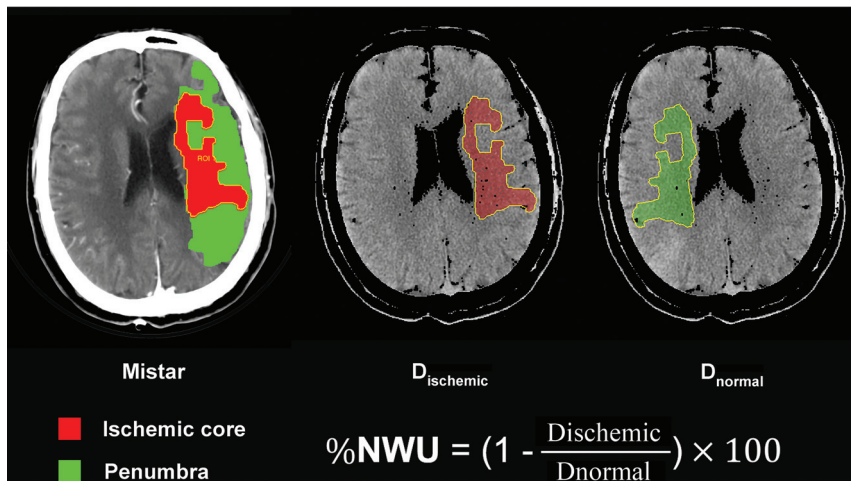 ROI
Mistar
Dischemic
Dnormal
Ischemic core
Penumbra
%NWU = (1 - Dischemic/Dnormal) × 100